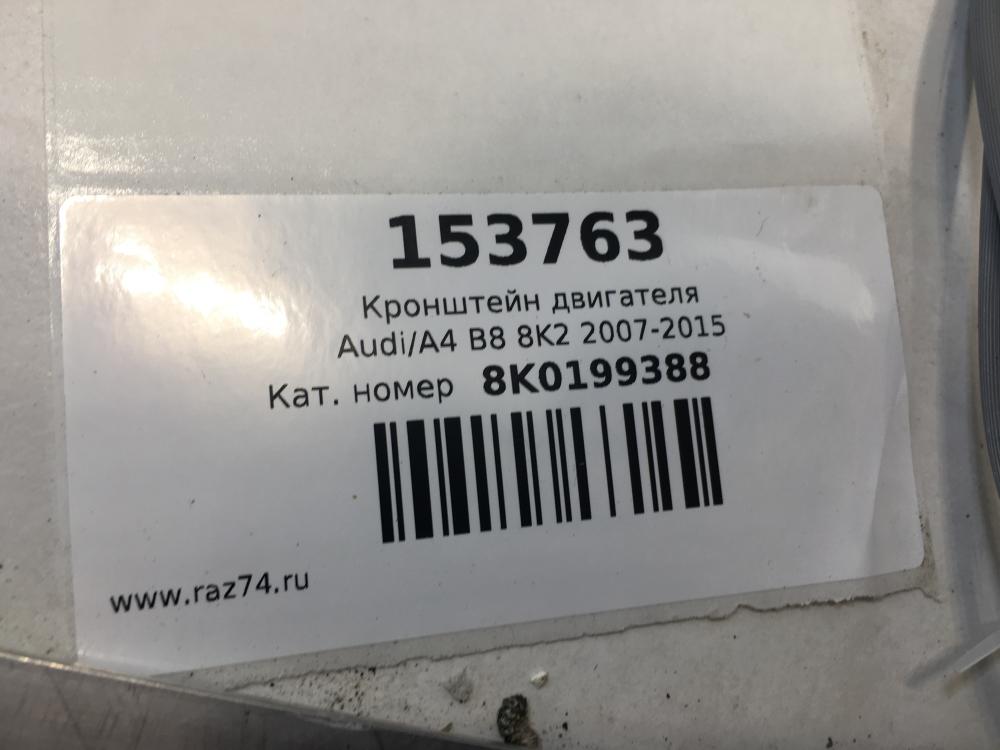 153763
Кронштейн двигателя
Audi/A4 B8 8K2 2007-2015
Кат. номер 8K0199388
www.raz74.ru